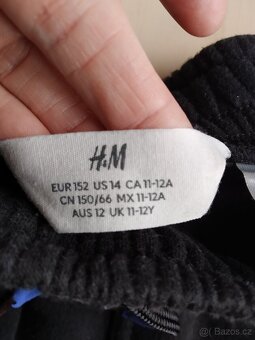 H&M
EUR 152 US 14 CA 11-12A
CN 150/66 MX 11-12A
AUS 12 UK 11-12Y
Bazoš.cz